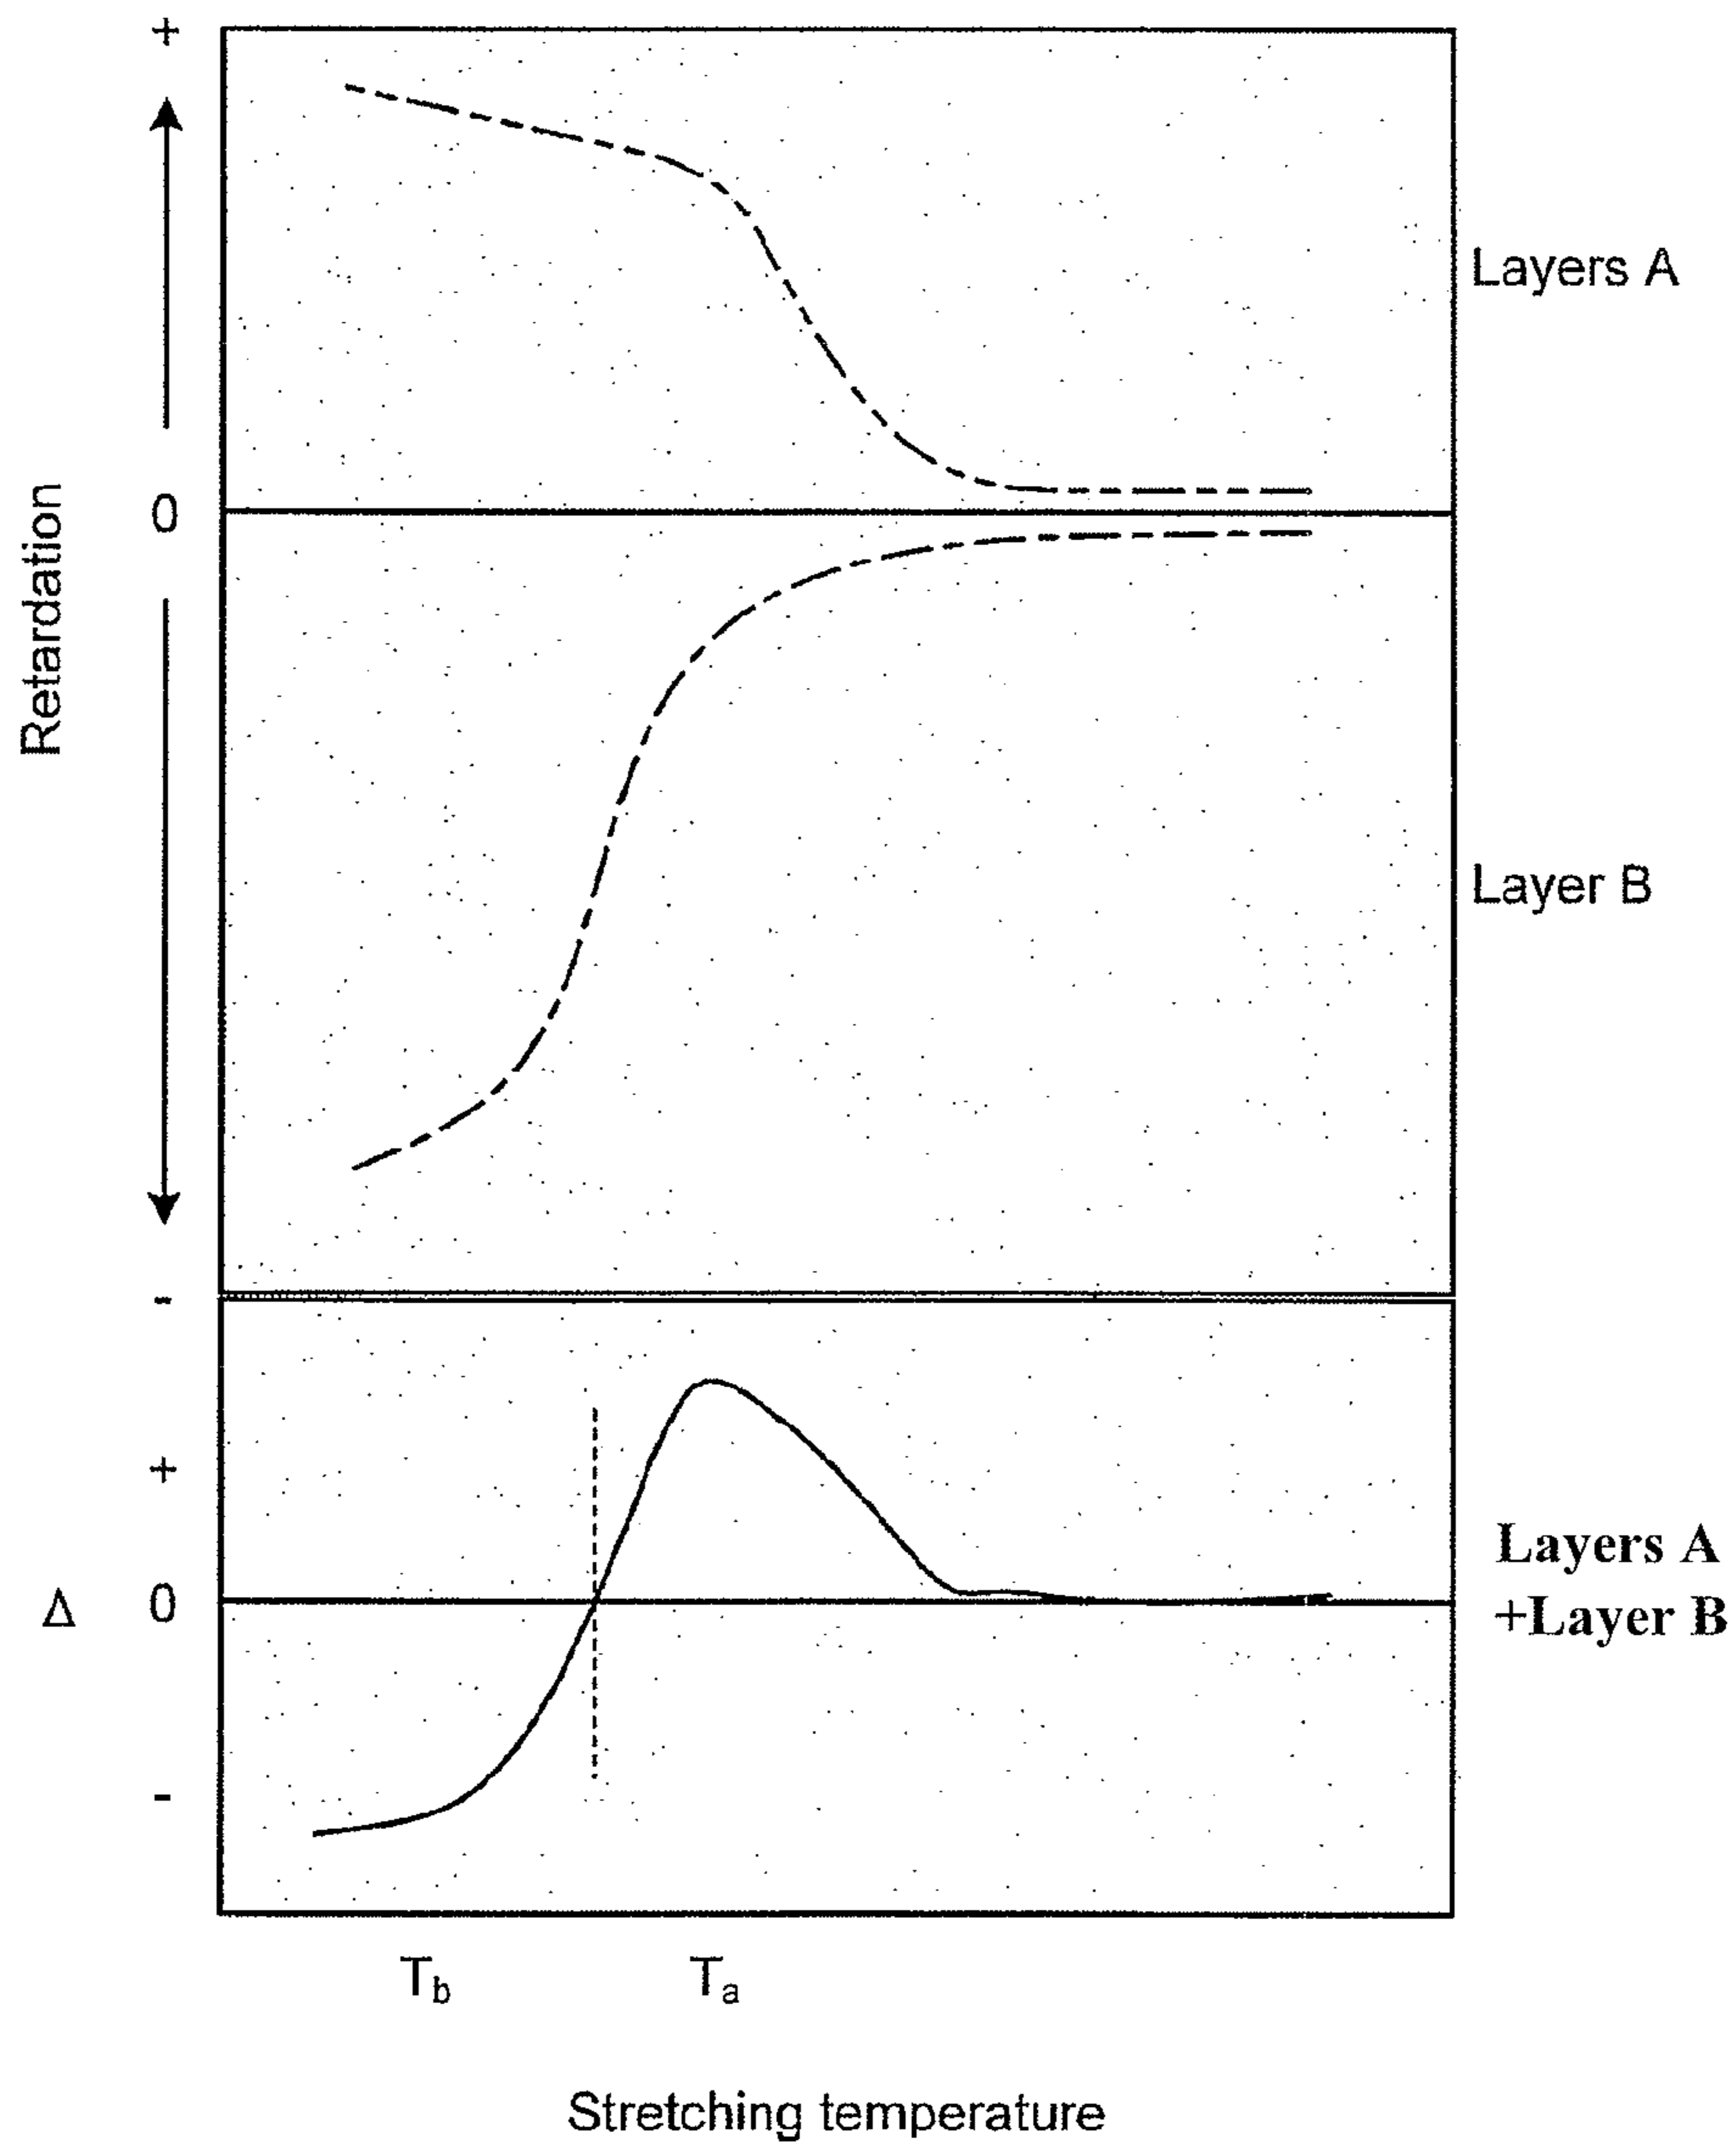 +
Layers A
Retardation
0
Layer B
-
+
Layers A
Δ 0
+Layer B
-
Tb Ta
Stretching temperature